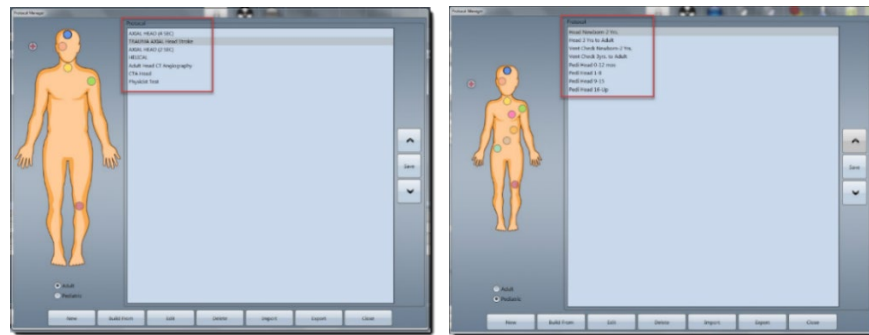 Protocol Manager
Protocol
AXIAL HEAD (4 SEC)
TRAUMA AXIAL Head Stroke
AXIAL HEAD (2 SEC)
HELICAL
Adult Head CT Angiography
CTA Head
Physicist Test
Save
Adult
Pediatric
New
Build From
Edit
Delete
Import
Export
Close
Protocol Manager
Protocol
Head Newborn-2 Yrs.
Head 2 Yrs to Adult
Vent Check Newborn-2 Yrs.
Vent Check 2yrs. to Adult
Pedi Head 0-12 mos
Pedi Head 1-8
Pedi Head 9-15
Pedi Head 16 Up
Save
Adult
Pediatric
New
Build From
Edit
Delete
Import
Export
Close